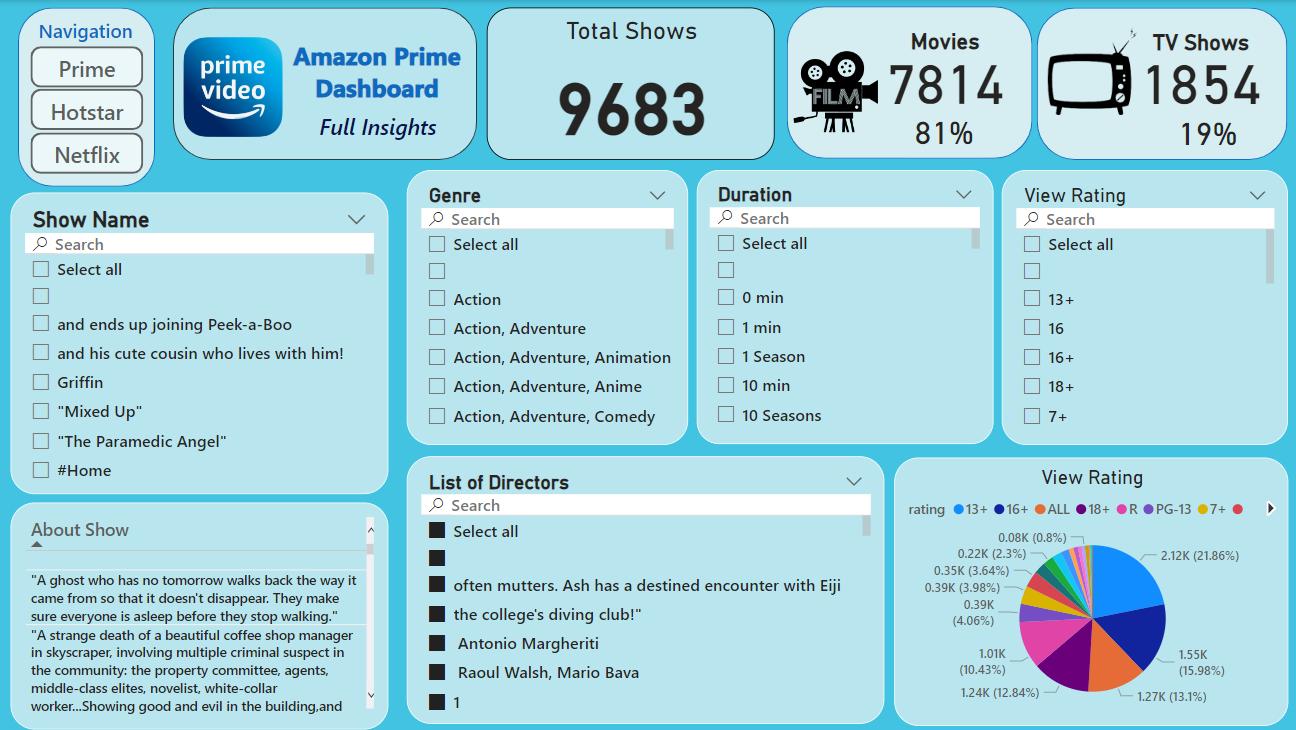 Navigation
Prime
Hotstar
Netflix
prime
video
Amazon Prime
Dashboard
Full Insights
Total Shows
9683
FILM
Movies
7814
81%
TV Shows
1854
19%
Show Name
Search
Select all
and ends up joining Peek-a-Boo
and his cute cousin who lives with him!
Griffin
"Mixed Up"
"The Paramedic Angel"
#Home
Genre
Search
Select all
Action
Action, Adventure
Action, Adventure, Animation
Action, Adventure, Anime
Action, Adventure, Comedy
Duration
Search
Select all
0 min
1 min
1 Season
10 min
10 Seasons
View Rating
Search
Select all
13+
16
16+
18+
7+
About Show
"A ghost who has no tomorrow walks back the way it
came from so that it doesn't disappear. They make
sure everyone is asleep before they stop walking."
"A strange death of a beautiful coffee shop manager
in skyscraper, involving multiple criminal suspect in
the community: the property committee, agents,
middle-class elites, novelist, white-collar
worker...Showing good and evil in the building,and
List of Directors
Search
Select all
often mutters. Ash has a destined encounter with Eiji
the college's diving club!"
Antonio Margheriti
Raoul Walsh, Mario Bava
1
View Rating
rating 13+ 16+ ALL 18+ R PG-13 7+
0.08K (0.8%)
0.22K (2.3%)
0.35K (3.64%)
0.39K (3.98%)
0.39K
(4.06%)
1.01K
(10.43%)
1.24K (12.84%)
1.27K (13.1%)
1.55K
(15.98%)
2.12K (21.86%)